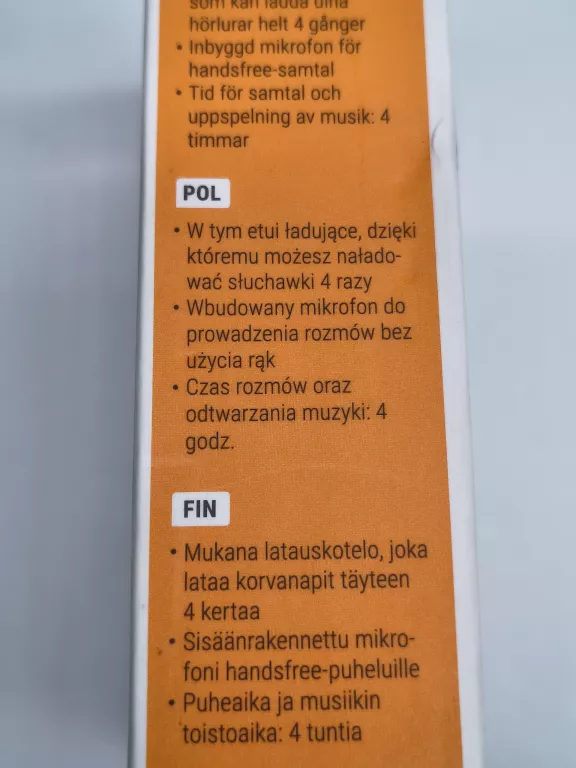 som kan ladda dina
hörlurar helt 4 gånger
• Inbyggd mikrofon för
handsfree-samtal
• Tid för samtal och
uppspelning av musik: 4
timmar
POL
• W tym etui ładujące, dzięki
któremu możesz nałado-
wać słuchawki 4 razy
• Wbudowany mikrofon do
prowadzenia rozmów bez
użycia rąk
• Czas rozmów oraz
odtwarzania muzyki: 4
godz.
FIN
• Mukana latauskotelo, joka
lataa korvanapit täyteen
4 kertaa
• Sisäänrakennettu mikro-
foni handsfree-puheluille
• Puheaika ja musiikin
toistoaika: 4 tuntia